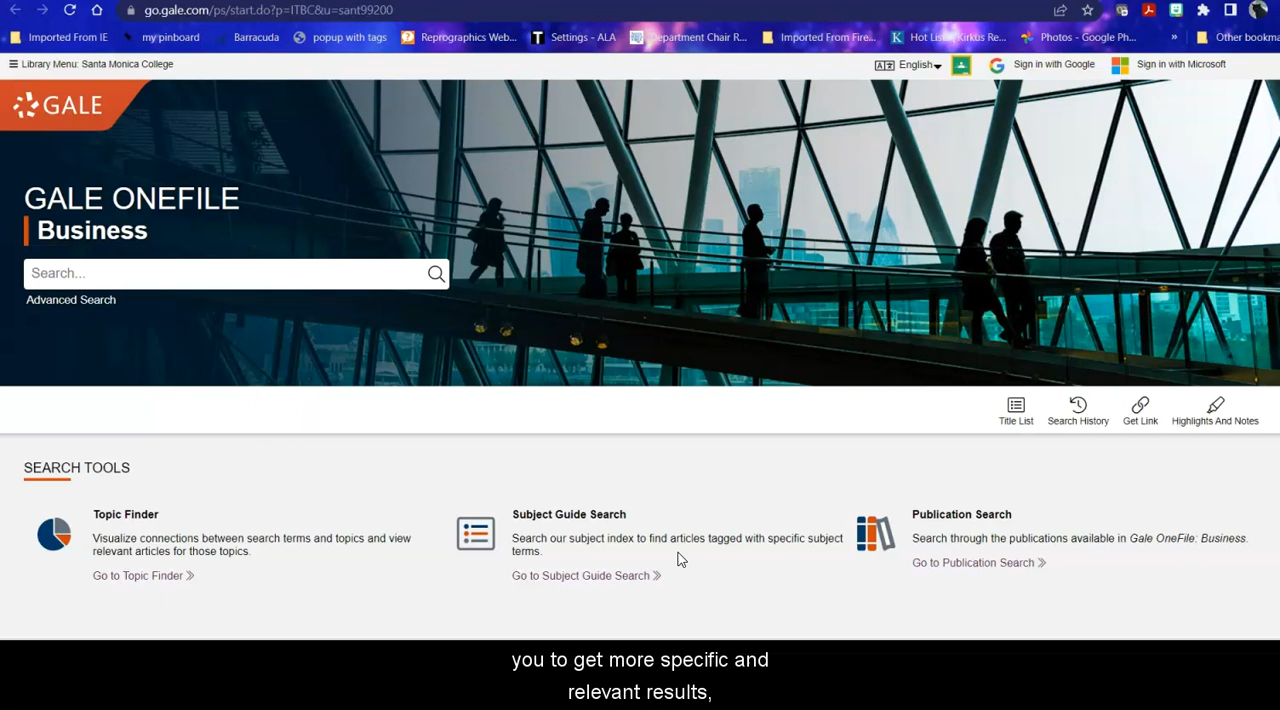 go.gale.com/ps/start.do?p=ITBC&u=sant99200
Imported From IE
my pinboard
Barracuda
popup with tags
Reprographics Web...
Settings - ALA
Department Chair R...
Imported From Fire...
Hot List | Kirkus Re...
Photos - Google Ph...
»
Other bookma
Library Menu: Santa Monica College
English
Sign in with Google
Sign in with Microsoft
GALE
GALE ONEFILE
Business
Search...
Advanced Search
Title List
Search History
Get Link
Highlights And Notes
SEARCH TOOLS
Topic Finder
Visualize connections between search terms and topics and view
relevant articles for those topics.
Go to Topic Finder
Subject Guide Search
Search our subject index to find articles tagged with specific subject
terms.
Go to Subject Guide Search
Publication Search
Search through the publications available in Gale OneFile: Business.
Go to Publication Search
you to get more specific and
relevant results,